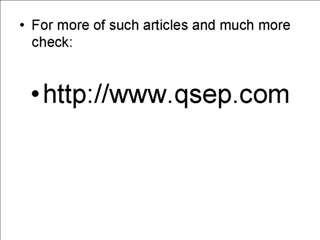 • For more of such articles and much more
check:
• http://www.qsep.com